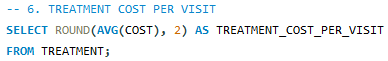 -- 6. TREATMENT COST PER VISIT
SELECT ROUND(AVG(COST), 2) AS TREATMENT_COST_PER_VISIT
FROM TREATMENT;